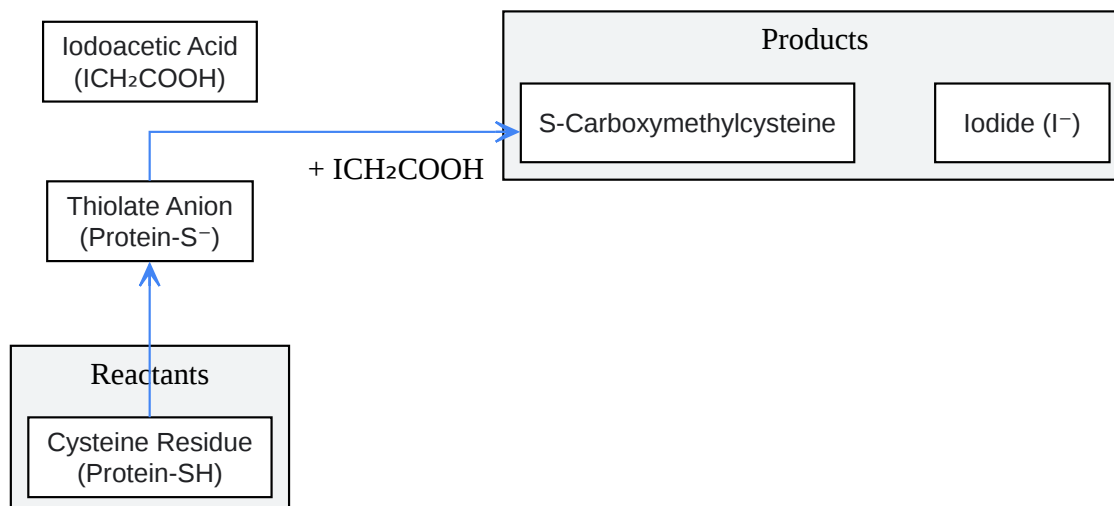 Iodoacetic Acid
(ICH₂COOH)
Products
S-Carboxymethylcysteine
Iodide (I⁻)
+ ICH₂COOH
Thiolate Anion
(Protein-S⁻)
Reactants
Cysteine Residue
(Protein-SH)